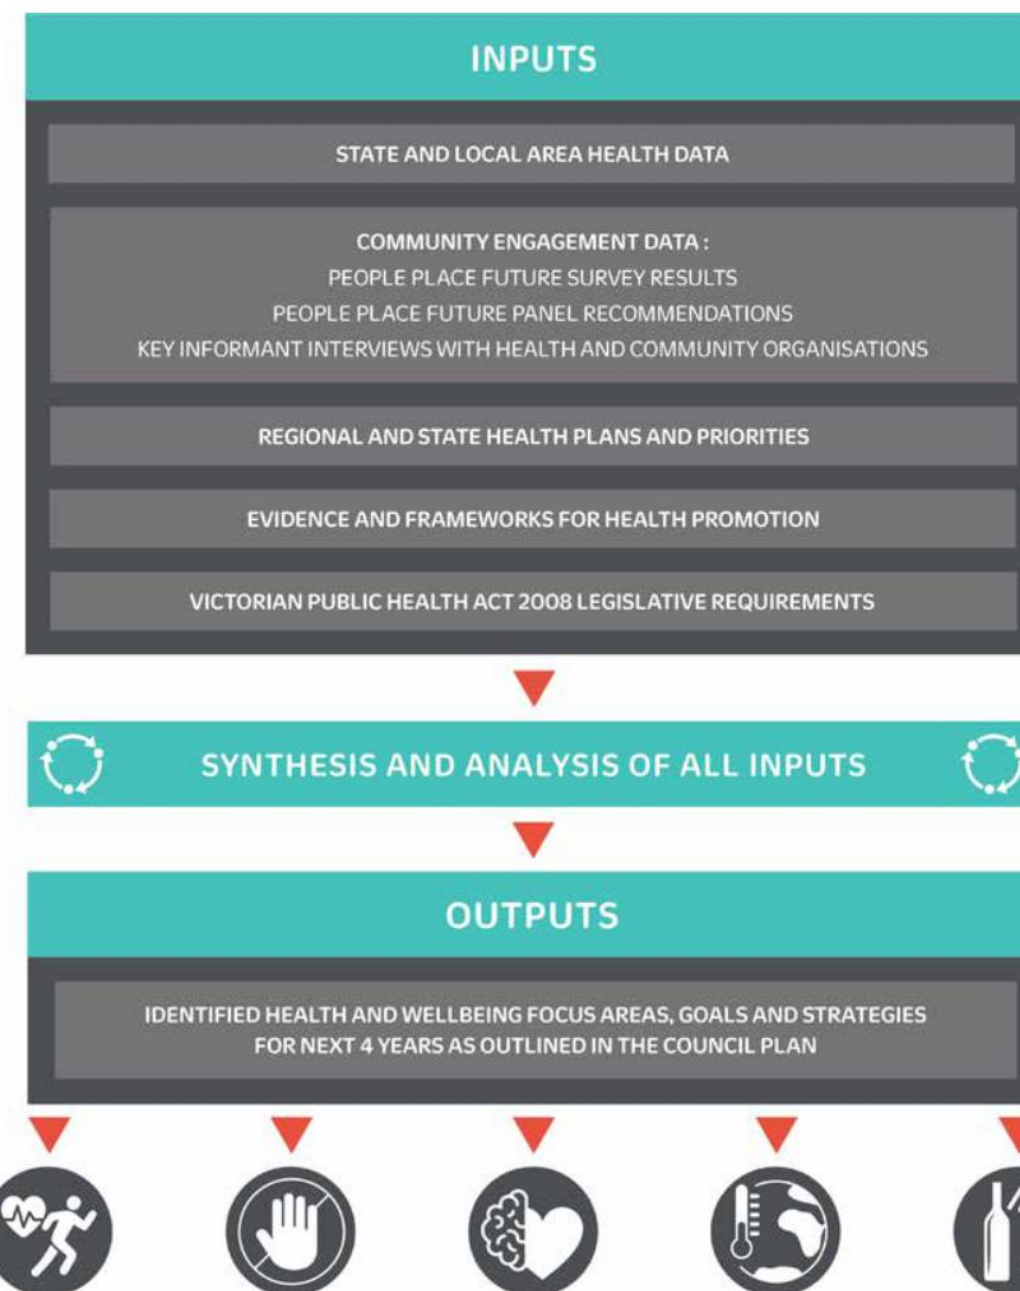 INPUTS
STATE AND LOCAL AREA HEALTH DATA
COMMUNITY ENGAGEMENT DATA :
PEOPLE PLACE FUTURE SURVEY RESULTS
PEOPLE PLACE FUTURE PANEL RECOMMENDATIONS
KEY INFORMANT INTERVIEWS WITH HEALTH AND COMMUNITY ORGANISATIONS
REGIONAL AND STATE HEALTH PLANS AND PRIORITIES
EVIDENCE AND FRAMEWORKS FOR HEALTH PROMOTION
VICTORIAN PUBLIC HEALTH ACT 2008 LEGISLATIVE REQUIREMENTS
SYNTHESIS AND ANALYSIS OF ALL INPUTS
OUTPUTS
IDENTIFIED HEALTH AND WELLBEING FOCUS AREAS, GOALS AND STRATEGIES
FOR NEXT 4 YEARS AS OUTLINED IN THE COUNCIL PLAN